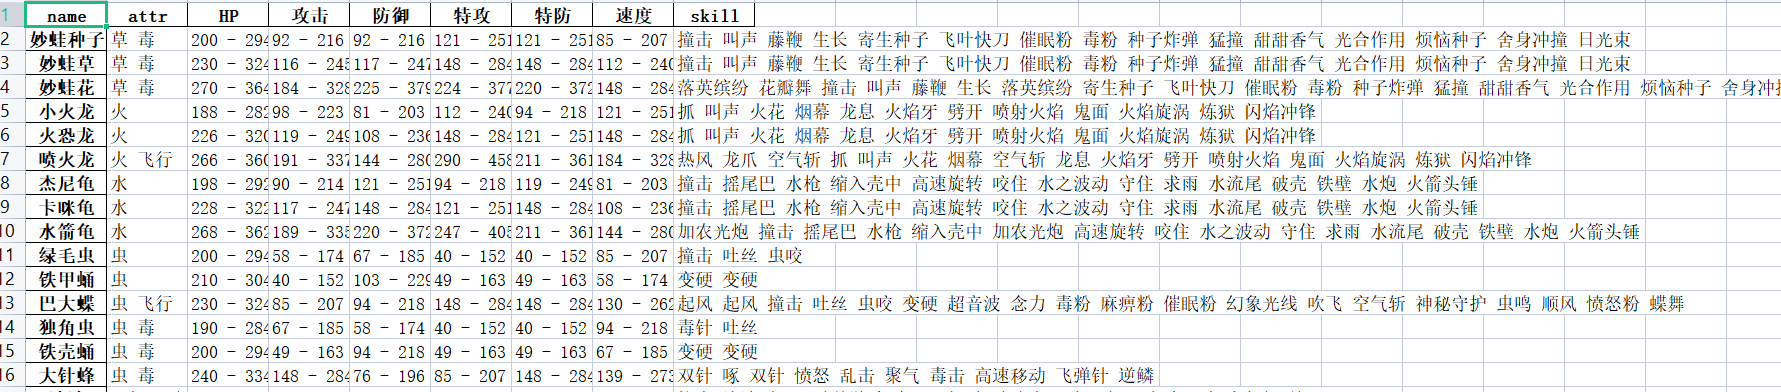 1 name attr HP 攻击 防御 特攻 特防 速度 skill
2 妙蛙种子 草 毒 200 - 294 92 - 216 92 - 216 121 - 251 121 - 251 85 - 207 撞击 叫声 藤鞭 生长 寄生种子 飞叶快刀 催眠粉 毒粉 种子炸弹 猛撞 甜甜香气 光合作用 烦恼种子 舍身冲撞 日光束
3 妙蛙草 草 毒 230 - 324 116 - 245 117 - 247 148 - 284 148 - 284 112 - 240 撞击 叫声 藤鞭 生长 寄生种子 飞叶快刀 催眠粉 毒粉 种子炸弹 猛撞 甜甜香气 光合作用 烦恼种子 舍身冲撞 日光束
4 妙蛙花 草 毒 270 - 364 184 - 328 225 - 379 224 - 377 220 - 372 148 - 284 落英缤纷 花瓣舞 撞击 叫声 藤鞭 生长 落英缤纷 寄生种子 飞叶快刀 催眠粉 毒粉 种子炸弹 猛撞 甜甜香气 光合作用 烦恼种子 舍身冲
5 小火龙 火 188 - 282 98 - 223 81 - 203 112 - 240 94 - 218 121 - 251 抓 叫声 火花 烟幕 龙息 火焰牙 劈开 喷射火焰 鬼面 火焰旋涡 炼狱 闪焰冲锋
6 火恐龙 火 226 - 320 119 - 249 108 - 236 148 - 284 121 - 251 148 - 284 抓 叫声 火花 烟幕 龙息 火焰牙 劈开 喷射火焰 鬼面 火焰旋涡 炼狱 闪焰冲锋
7 喷火龙 火 飞行 266 - 360 191 - 337 144 - 280 290 - 458 211 - 361 184 - 328 热风 龙爪 空气斩 抓 叫声 火花 烟幕 空气斩 龙息 火焰牙 劈开 喷射火焰 鬼面 火焰旋涡 炼狱 闪焰冲锋
8 杰尼龟 水 198 - 292 90 - 214 121 - 251 94 - 218 119 - 249 81 - 203 撞击 摇尾巴 水枪 缩入壳中 高速旋转 咬住 水之波动 守住 求雨 水流尾 破壳 铁壁 水炮 火箭头锤
9 卡咪龟 水 228 - 322 117 - 247 148 - 284 121 - 251 148 - 284 108 - 236 撞击 摇尾巴 水枪 缩入壳中 高速旋转 咬住 水之波动 守住 求雨 水流尾 破壳 铁壁 水炮 火箭头锤
10 水箭龟 水 268 - 362 189 - 335 220 - 372 247 - 405 211 - 361 144 - 280 加农光炮 撞击 摇尾巴 水枪 缩入壳中 加农光炮 高速旋转 咬住 水之波动 守住 求雨 水流尾 破壳 铁壁 水炮 火箭头锤
11 绿毛虫 虫 200 - 294 58 - 174 67 - 185 40 - 152 40 - 152 85 - 207 撞击 吐丝 虫咬
12 铁甲蛹 虫 210 - 304 40 - 152 103 - 229 49 - 163 49 - 163 58 - 174 变硬 变硬
13 巴大蝶 虫 飞行 230 - 324 85 - 207 94 - 218 148 - 284 148 - 284 130 - 262 起风 起风 撞击 吐丝 虫咬 变硬 超音波 念力 毒粉 麻痹粉 催眠粉 幻象光线 吹飞 空气斩 神秘守护 虫鸣 顺风 愤怒粉 蝶舞
14 独角虫 虫 毒 190 - 284 67 - 185 58 - 174 40 - 152 40 - 152 94 - 218 毒针 吐丝
15 铁壳蛹 虫 毒 200 - 294 49 - 163 94 - 218 49 - 163 49 - 163 67 - 185 变硬 变硬
16 大针蜂 虫 毒 240 - 334 148 - 284 76 - 196 85 - 207 148 - 284 139 - 273 双针 啄 双针 愤怒 乱击 聚气 毒击 高速移动 飞弹针 逆鳞